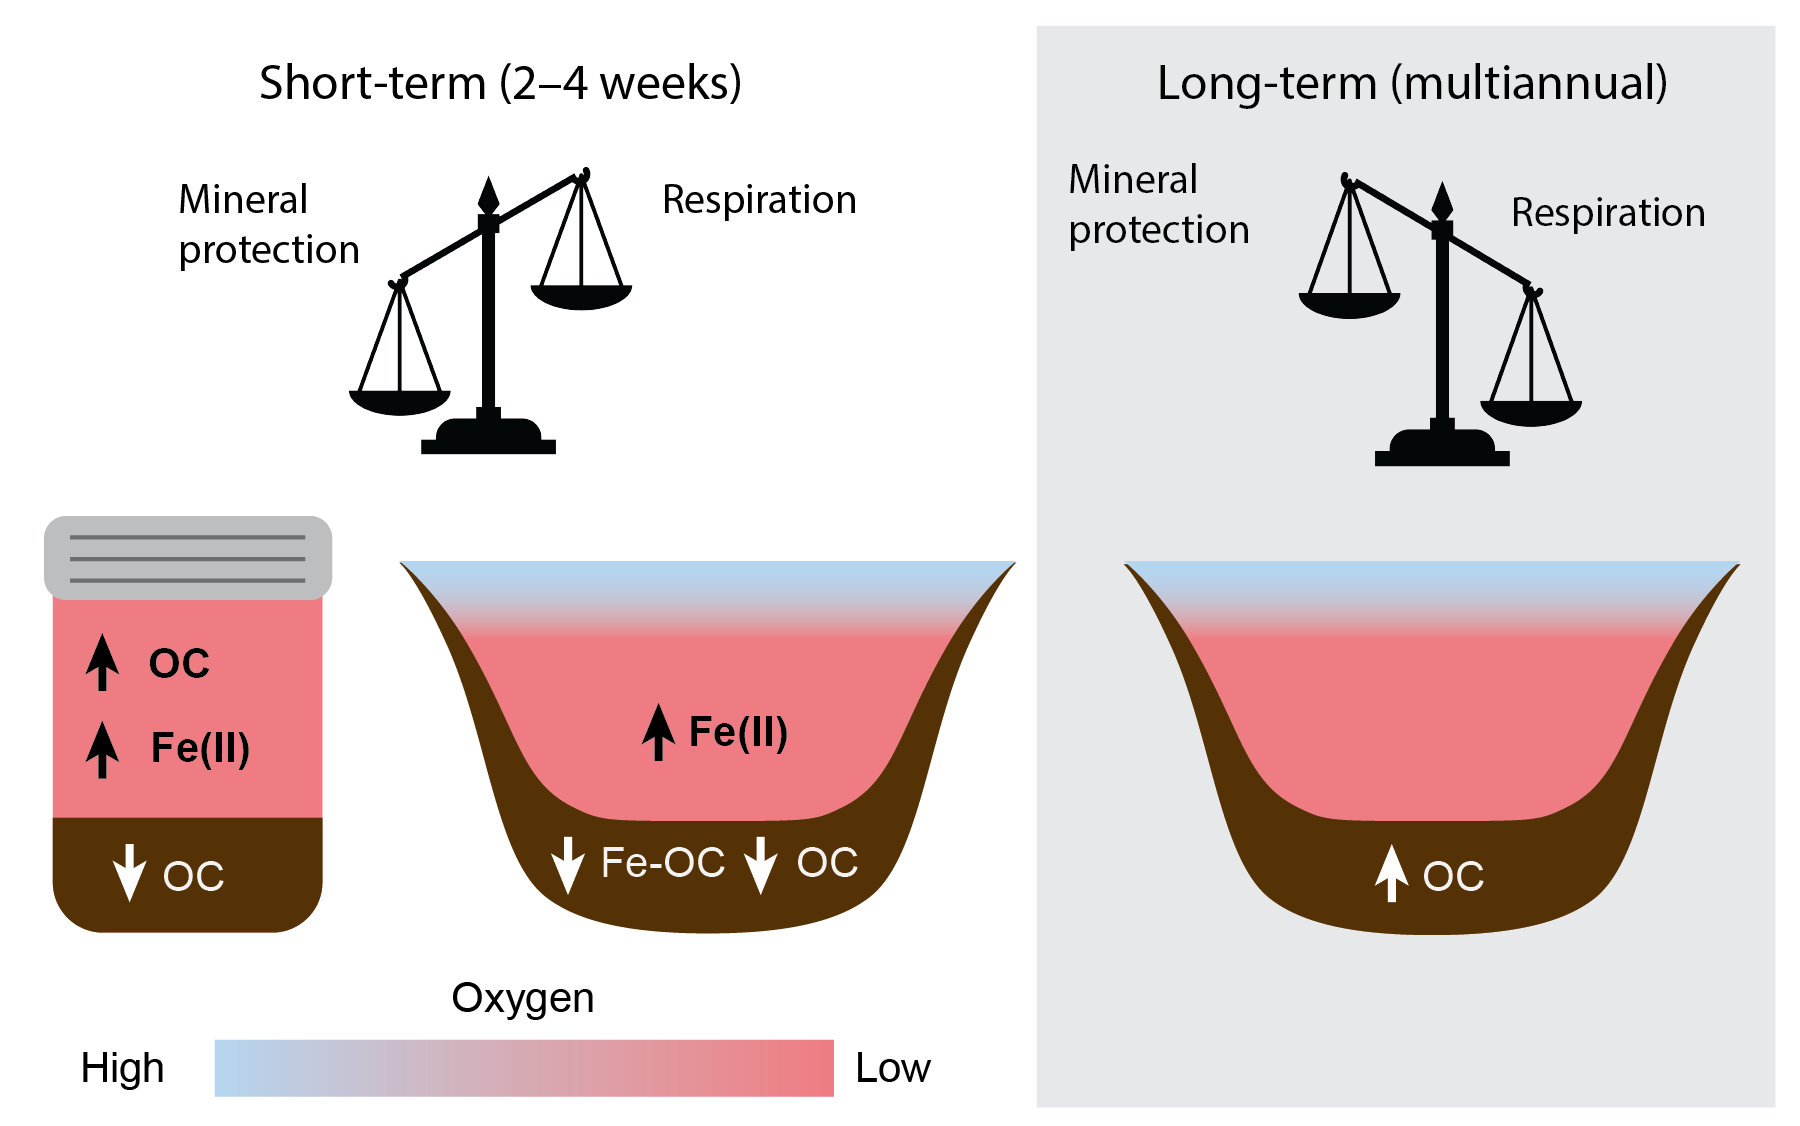 Short-term (2–4 weeks)
Mineral
protection
Respiration
OC
Fe(II)
OC
Fe(II)
Fe-OC
OC
Oxygen
High
Low
Long-term (multiannual)
Mineral
protection
Respiration
OC